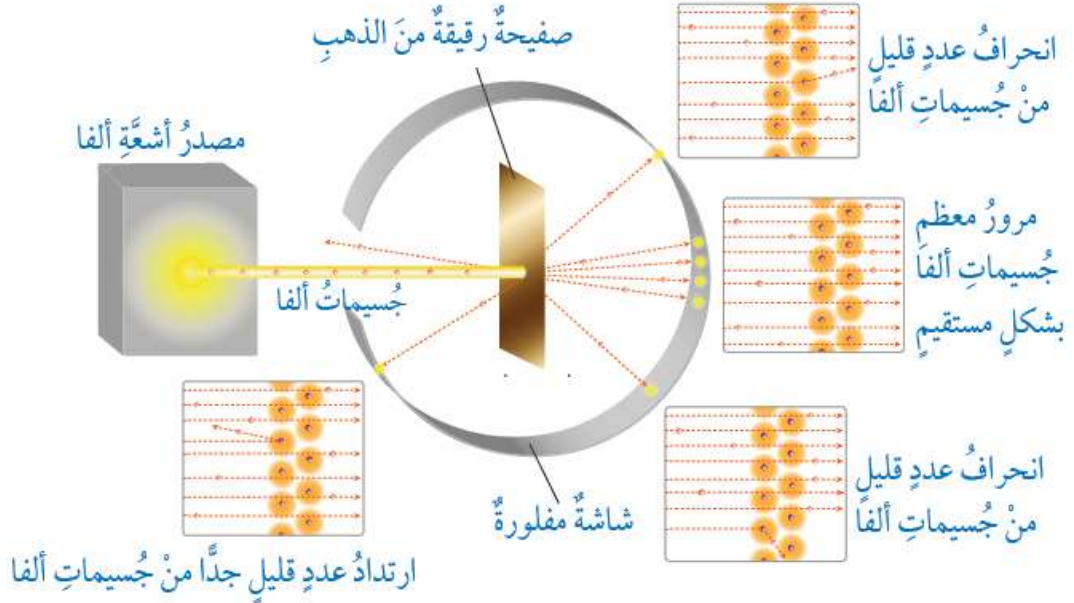 صفيحةٌ رقيقةٌ منَ الذهبِ
انحرافُ عددٍ قليلٍ
منْ جُسيماتِ ألفا
مصدرُ أشعَّةِ ألفا
مرورُ معظمِ
جُسيماتِ ألفا
بشكلٍ مستقيمٍ
جُسيماتُ ألفا
انحرافُ عددٍ قليلٍ
منْ جُسيماتِ ألفا
شاشةٌ مفلورةٌ
ارتدادُ عددٍ قليلٍ جدًّا منْ جُسيماتِ ألفا